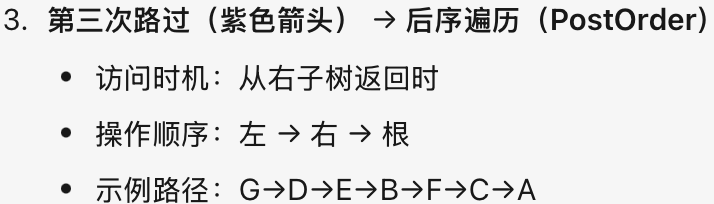 3. 第三次路过（紫色箭头） → 后序遍历（PostOrder）
• 访问时机：从右子树返回时
• 操作顺序：左 → 右 → 根
• 示例路径：G→D→E→B→F→C→A